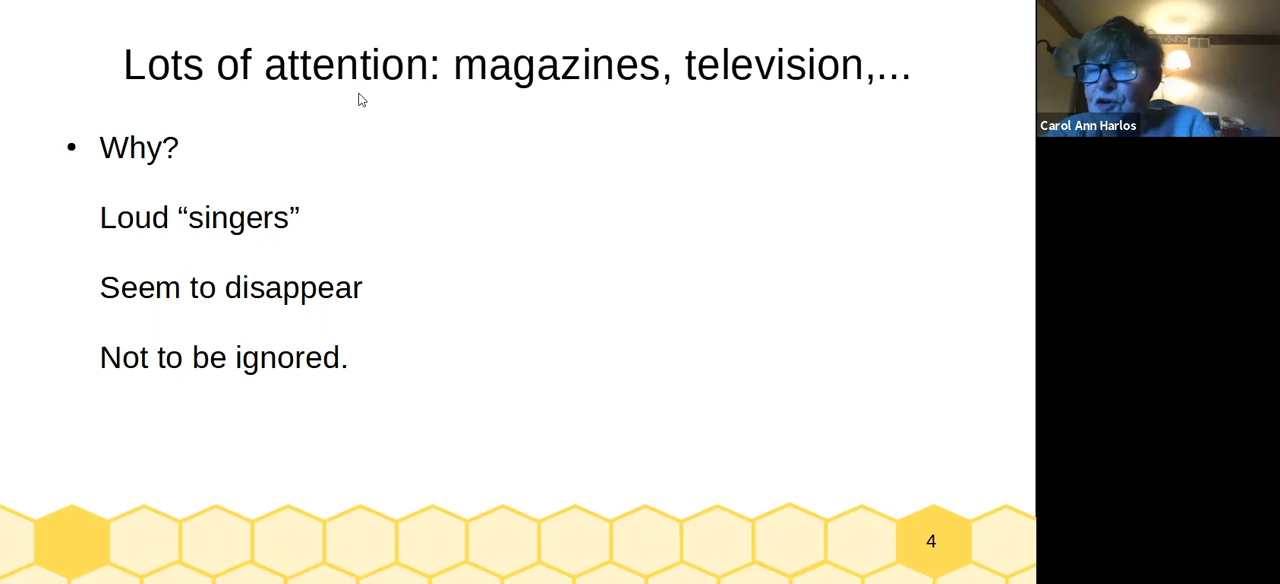 Lots of attention: magazines, television,...
• Why?
Loud “singers”
Seem to disappear
Not to be ignored.
4
Carol Ann Harlos